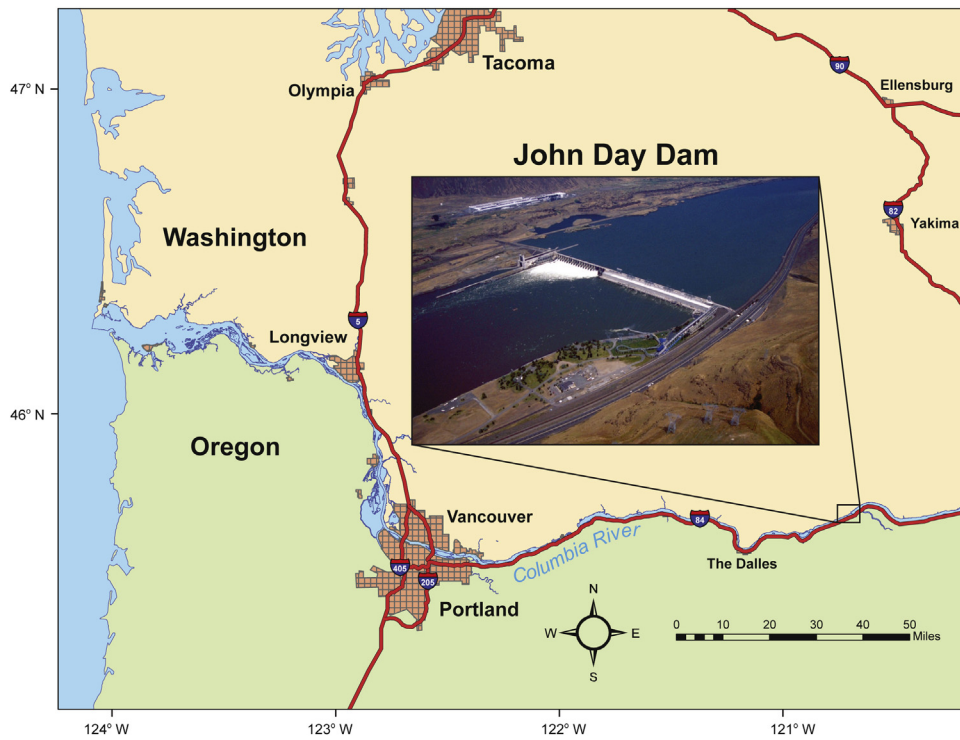 Tacoma
Olympia
90
Ellensburg
47° N
John Day Dam
82
Yakima
Washington
5
Longview
46° N
Oregon
Vancouver
84
Columbia River
The Dalles
405
205
Portland
N
W E
S
0 10 20 30 40 50
Miles
124° W 123° W 122° W 121° W